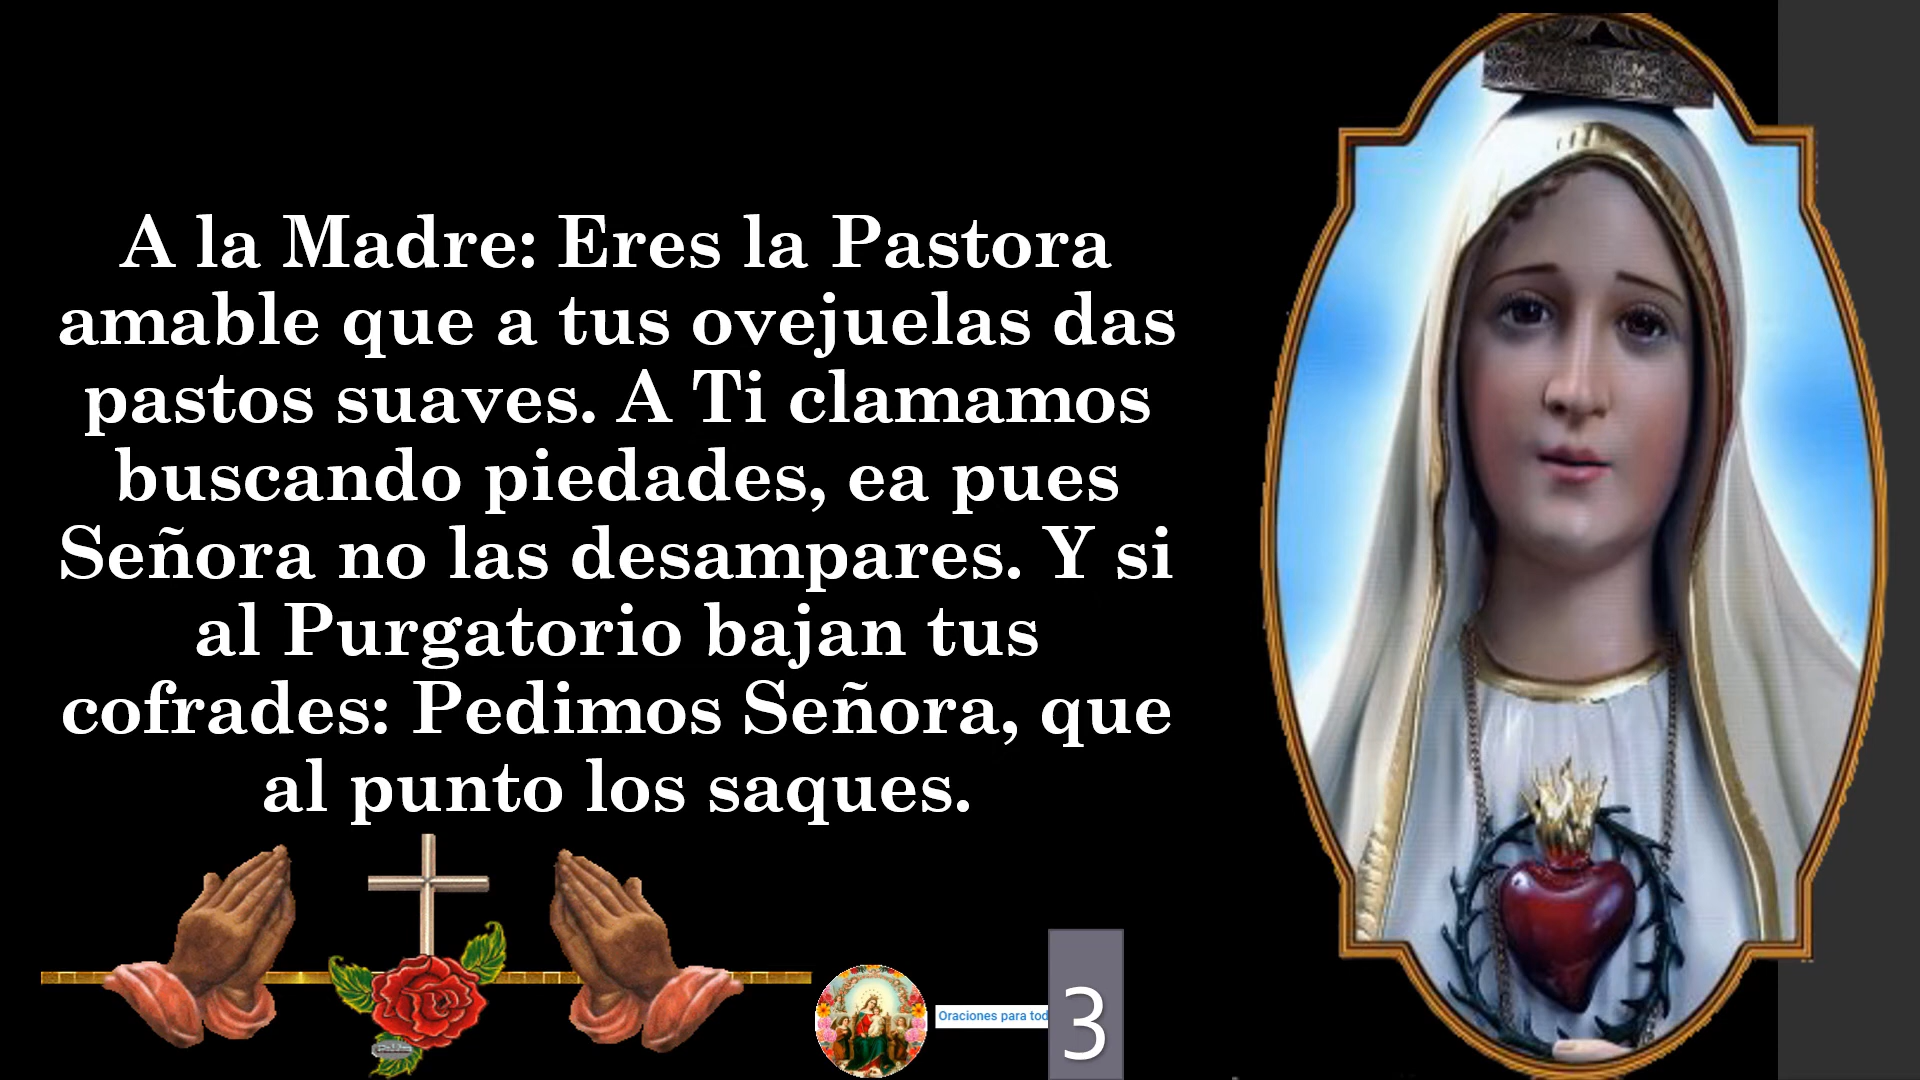 A la Madre: Eres la Pastora
amable que a tus ovejuelas das
pastos suaves. A Ti clamamos
buscando piedades, ea pues
Señora no las desampares. Y si
al Purgatorio bajan tus
cofrades: Pedimos Señora, que
al punto los saques.
Oraciones para tod
3